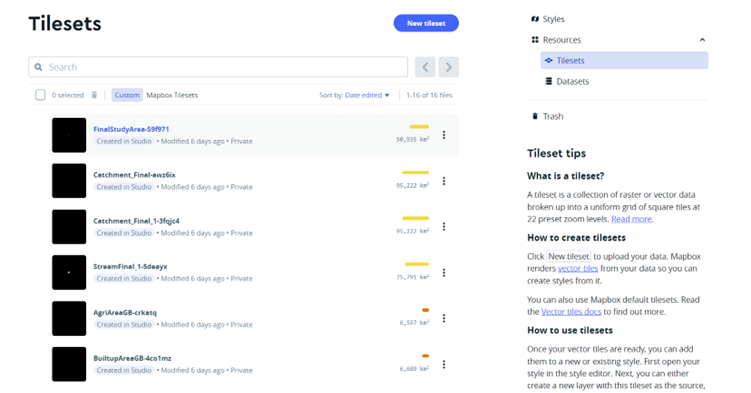 Tilesets
New tileset
Search
0 selected
Custom
Mapbox Tilesets
Sort by: Date edited ▼
1-16 of 16 files
FinalStudyArea-59f971
Created in Studio • Modified 6 days ago • Private
50,935 km²
Catchment_Final-awz6ix
Created in Studio • Modified 6 days ago • Private
95,222 km²
Catchment_Final_1-3fqjc4
Created in Studio • Modified 6 days ago • Private
95,222 km²
StreamFinal_1-5deayx
Created in Studio • Modified 6 days ago • Private
75,791 km²
AgriAreaGB-crkatq
Created in Studio • Modified 6 days ago • Private
6,597 km²
BuiltupAreaGB-4co1mz
Created in Studio • Modified 6 days ago • Private
6,689 km²
Styles
Resources
Tilesets
Datasets
Trash
Tileset tips
What is a tileset?
A tileset is a collection of raster or vector data
broken up into a uniform grid of square tiles at
22 preset zoom levels. Read more.
How to create tilesets
Click New tileset to upload your data. Mapbox
renders vector tiles from your data so you can
create styles from it.
You can also use Mapbox default tilesets. Read
the Vector tiles docs to find out more.
How to use tilesets
Once your vector tiles are ready, you can add
them to a new or existing style. First open your
style in the style editor. Next, you can either
create a new layer with this tileset as the source,